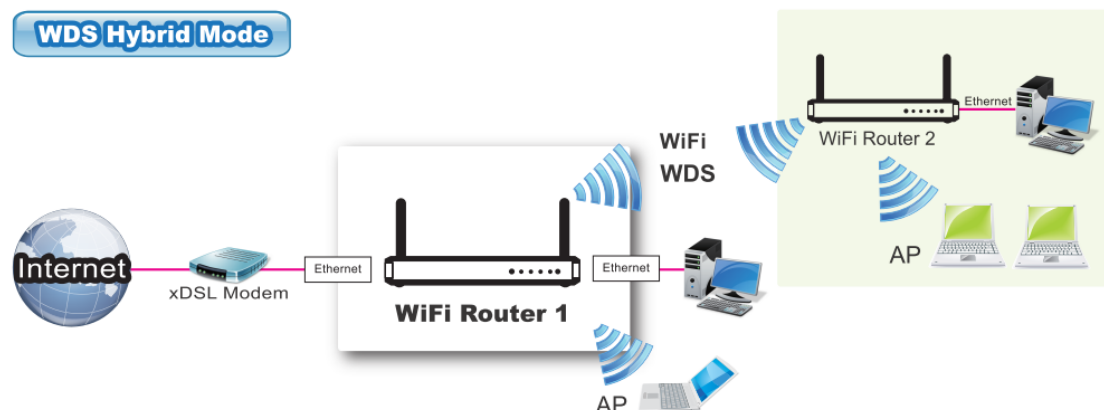 WDS Hybrid Mode
Ethernet
WiFi Router 2
WiFi
WDS
AP
Internet
xDSL Modem
Ethernet
Ethernet
WiFi Router 1
AP